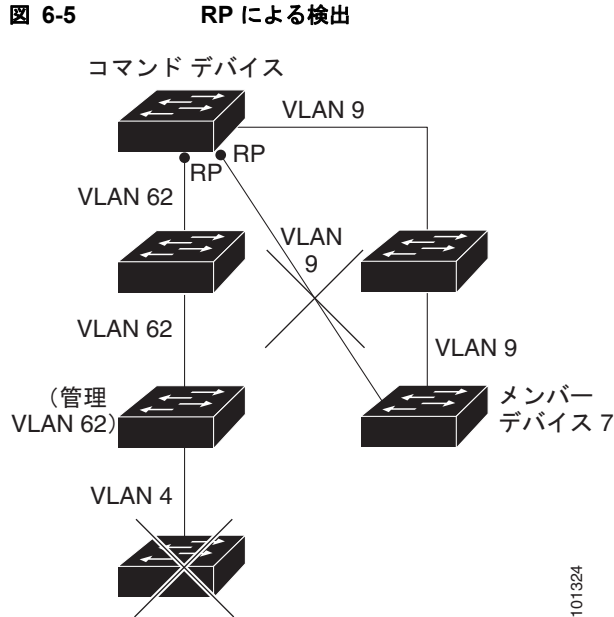 図 6-5 RP による検出
コマンド デバイス
VLAN 9
RP
RP
VLAN 62
VLAN
9
VLAN 62
VLAN 9
（管理
VLAN 62）
メンバー
デバイス 7
VLAN 4
101324